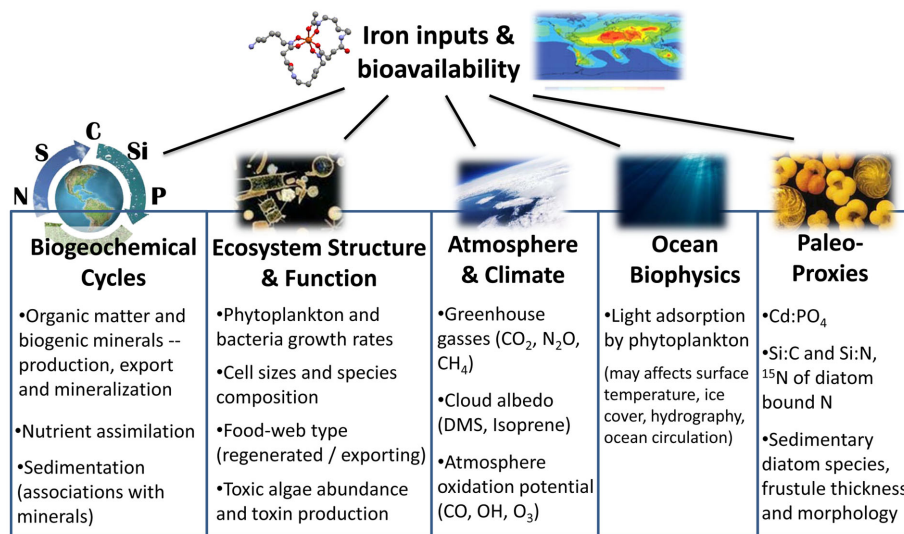 Iron inputs &
bioavailability
C
S
Si
N
P
Biogeochemical
Cycles
•Organic matter and
biogenic minerals --
production, export
and mineralization
•Nutrient assimilation
•Sedimentation
(associations with
minerals)
Ecosystem Structure
& Function
•Phytoplankton and
bacteria growth rates
•Cell sizes and species
composition
•Food-web type
(regenerated / exporting)
•Toxic algae abundance
and toxin production
Atmosphere
& Climate
•Greenhouse
gasses (CO₂, N₂O,
CH₄)
•Cloud albedo
(DMS, Isoprene)
•Atmosphere
oxidation potential
(CO, OH, O₃)
Ocean
Biophysics
•Light adsorption
by phytoplankton
(may affects surface
temperature, ice
cover, hydrography,
ocean circulation)
Paleo-
Proxies
•Cd:PO₄
•Si:C and Si:N,
¹⁵N of diatom
bound N
•Sedimentary
diatom species,
frustule thickness
and morphology